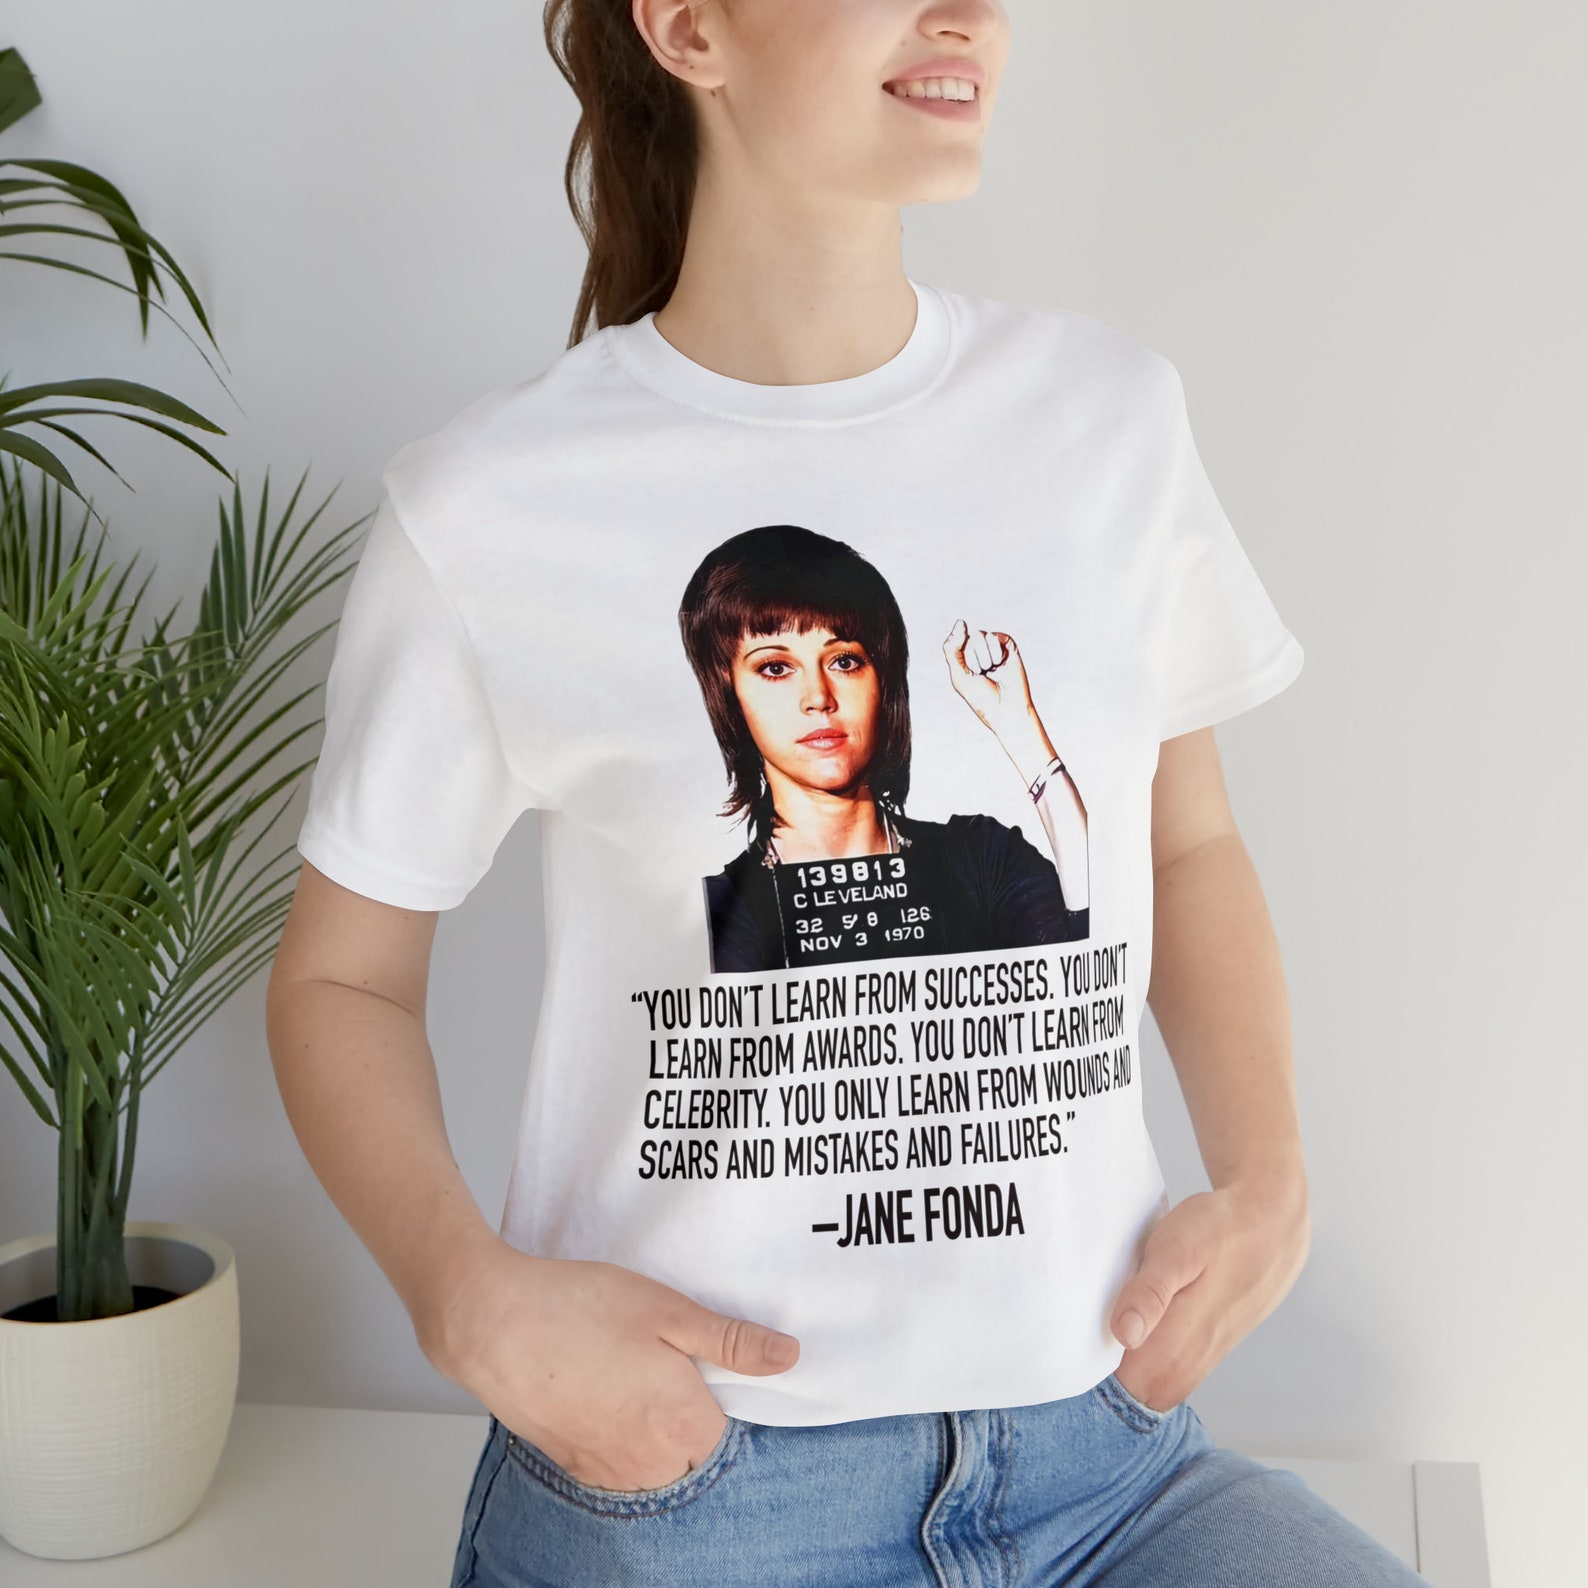 139813
CLEVELAND
32 5/8 126
NOV 3 1970
“YOU DON’T LEARN FROM SUCCESSES. YOU DON’T
LEARN FROM AWARDS. YOU DON’T LEARN FROM
CELEBRITY. YOU ONLY LEARN FROM WOUNDS AND
SCARS AND MISTAKES AND FAILURES.”
–JANE FONDA